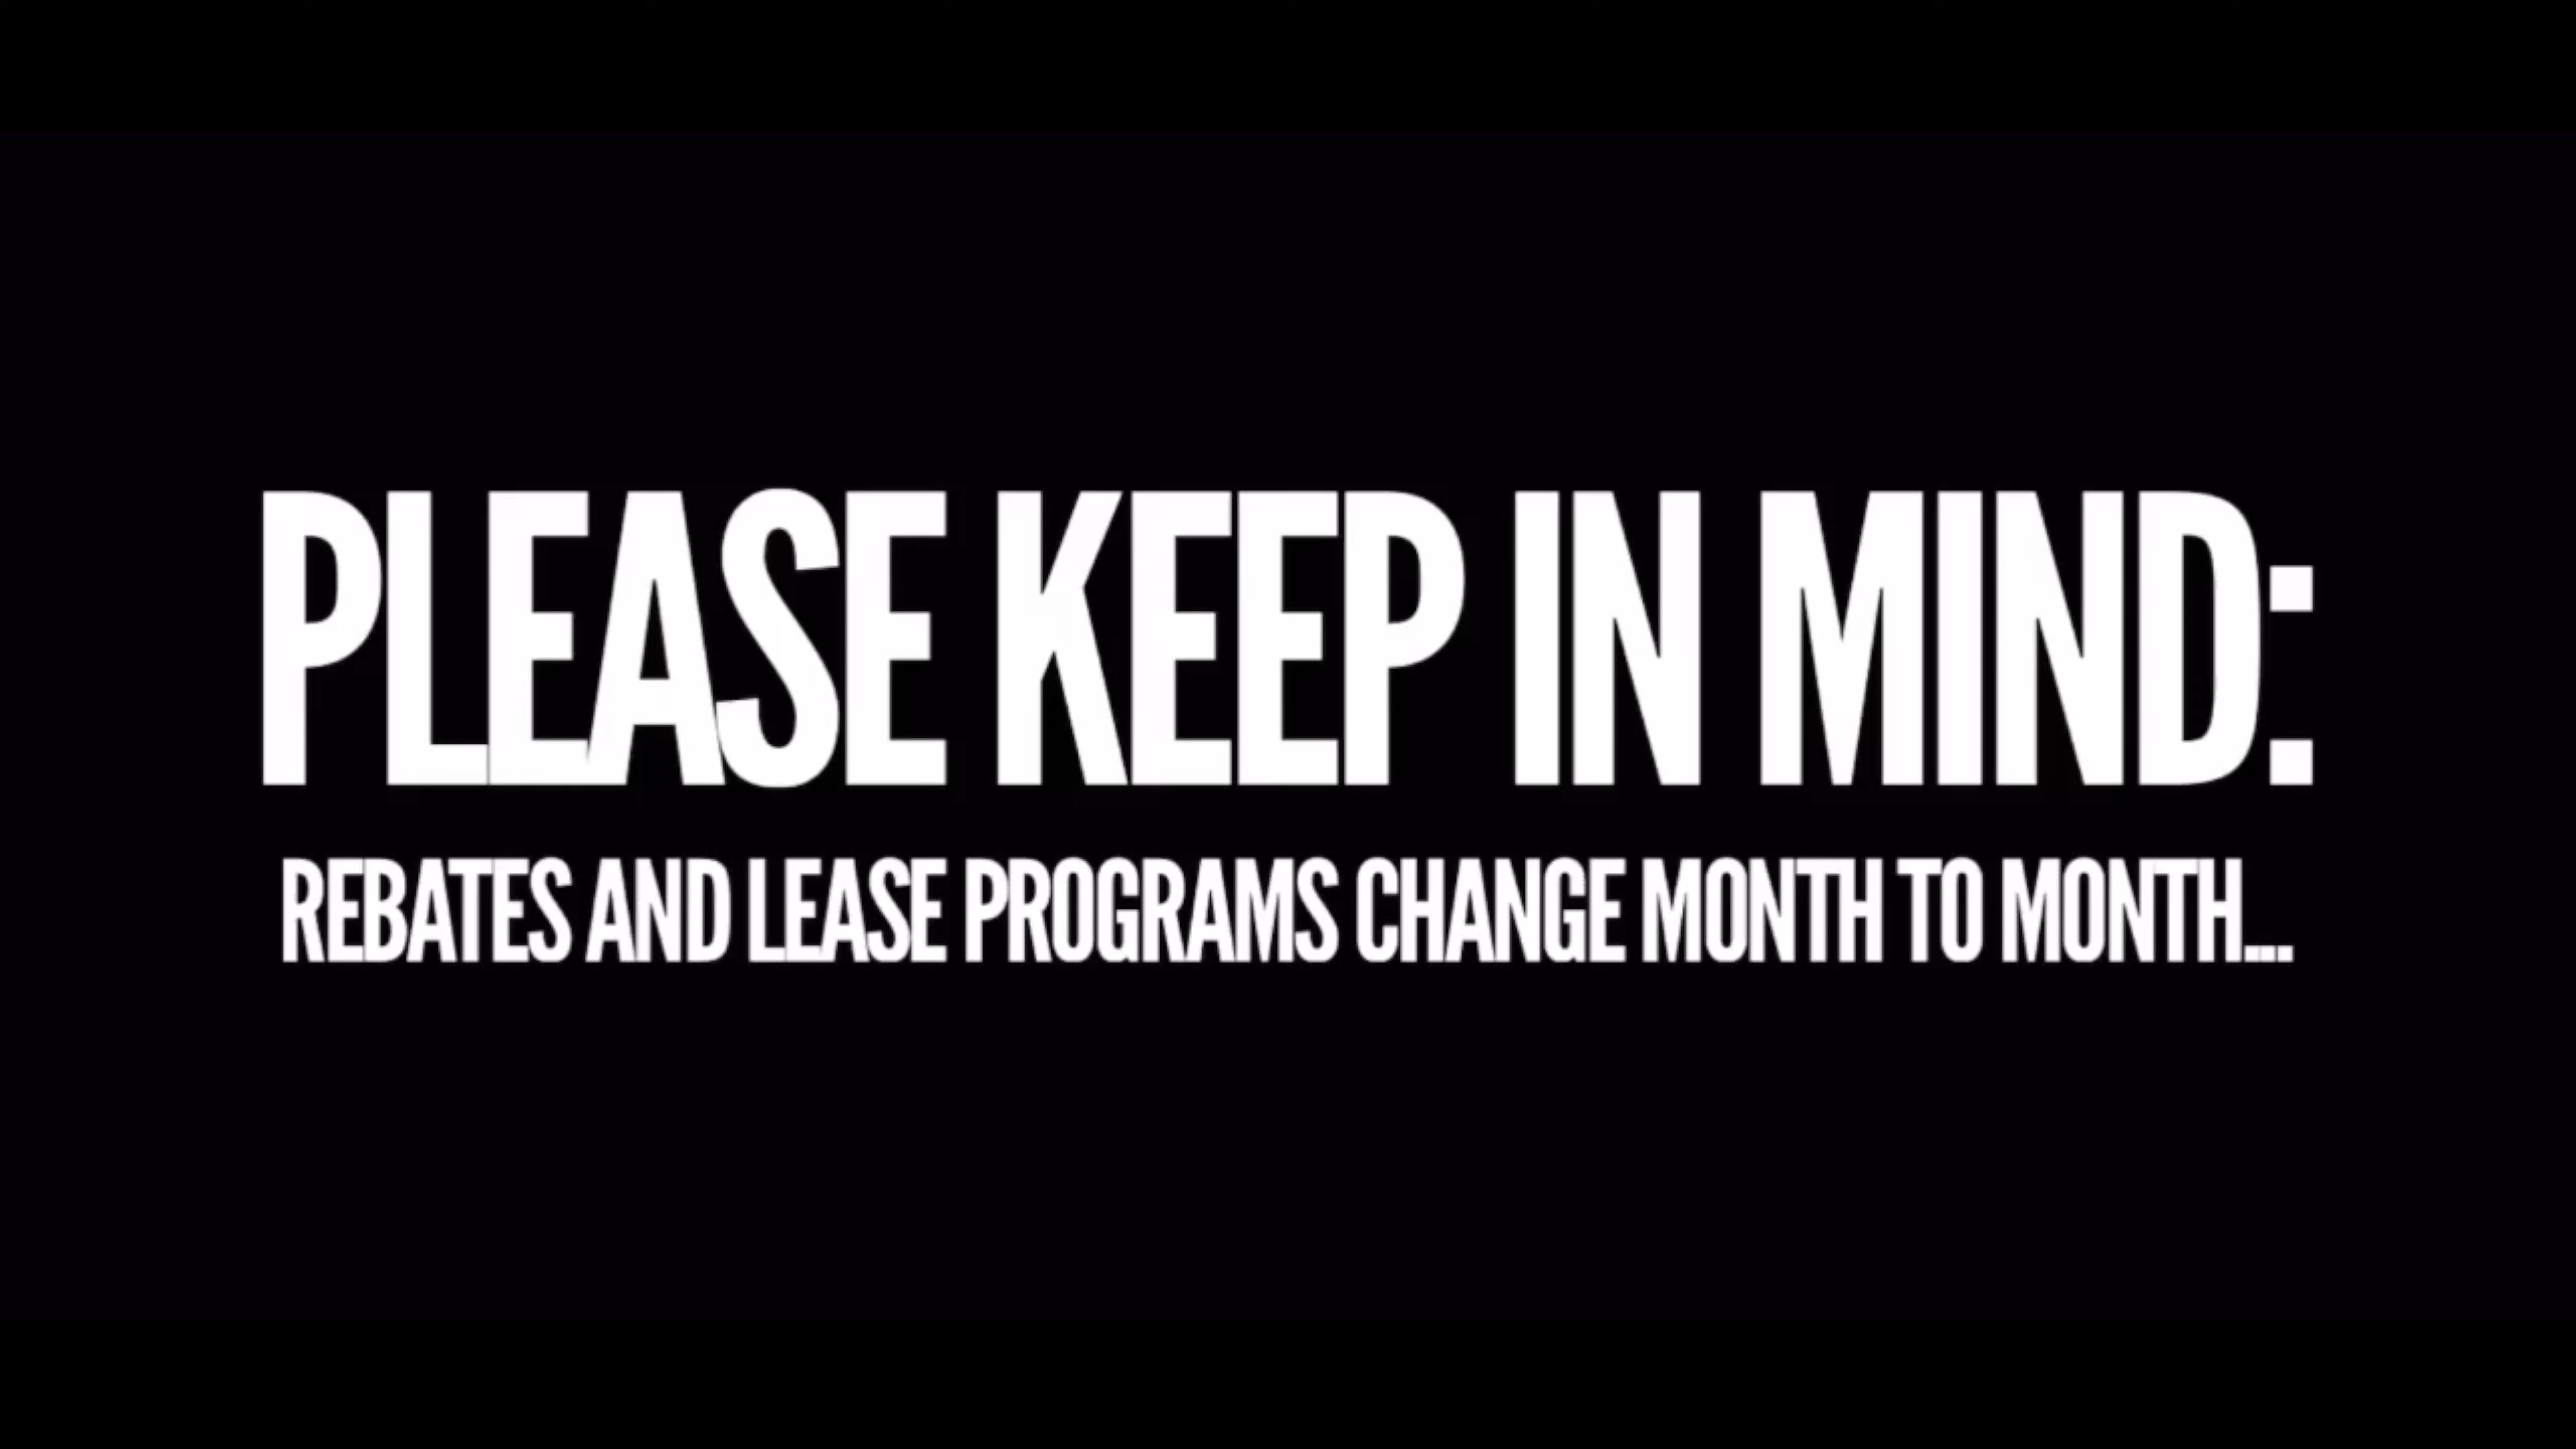 PLEASE KEEP IN MIND:
REBATES AND LEASE PROGRAMS CHANGE MONTH TO MONTH...